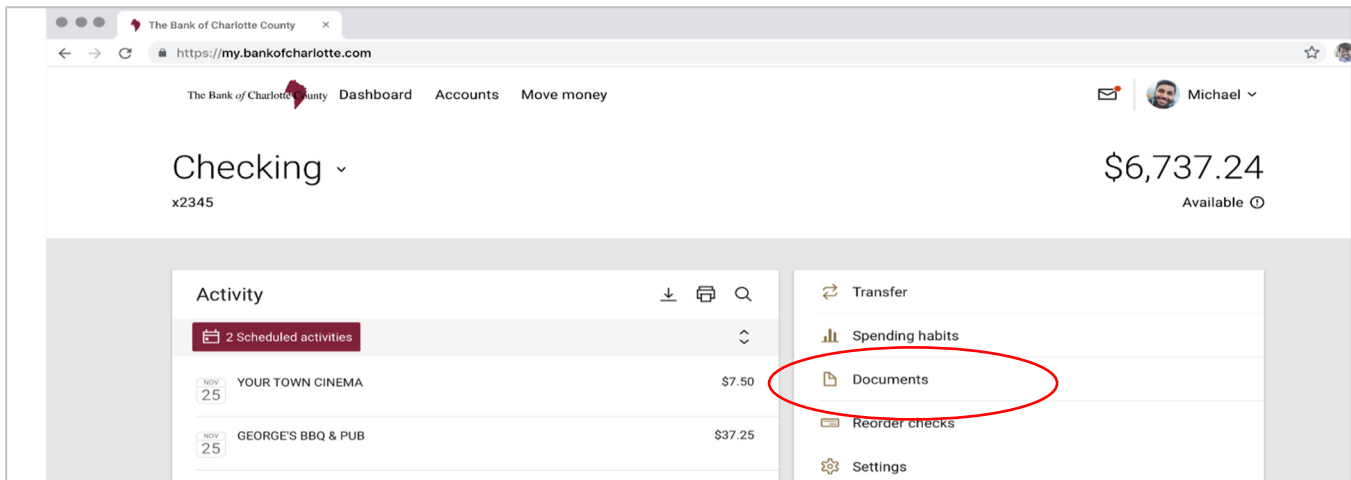 The Bank of Charlotte County ×
https://my.bankofcharlotte.com
The Bank of Charlotte County Dashboard Accounts Move money Michael
Checking
x2345
$6,737.24
Available
Activity
2 Scheduled activities
NOV 25 YOUR TOWN CINEMA $7.50
NOV 25 GEORGE'S BBQ & PUB $37.25
Transfer
Spending habits
Documents
Reorder checks
Settings